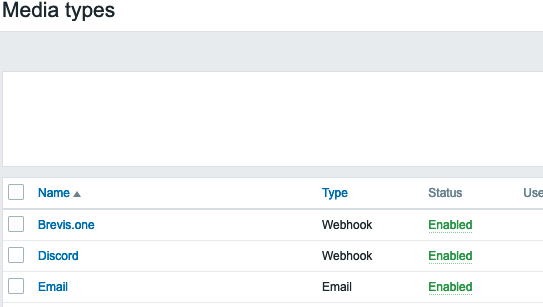 Media types
Name Type Status Use
Brevis.one Webhook Enabled
Discord Webhook Enabled
Email Email Enabled